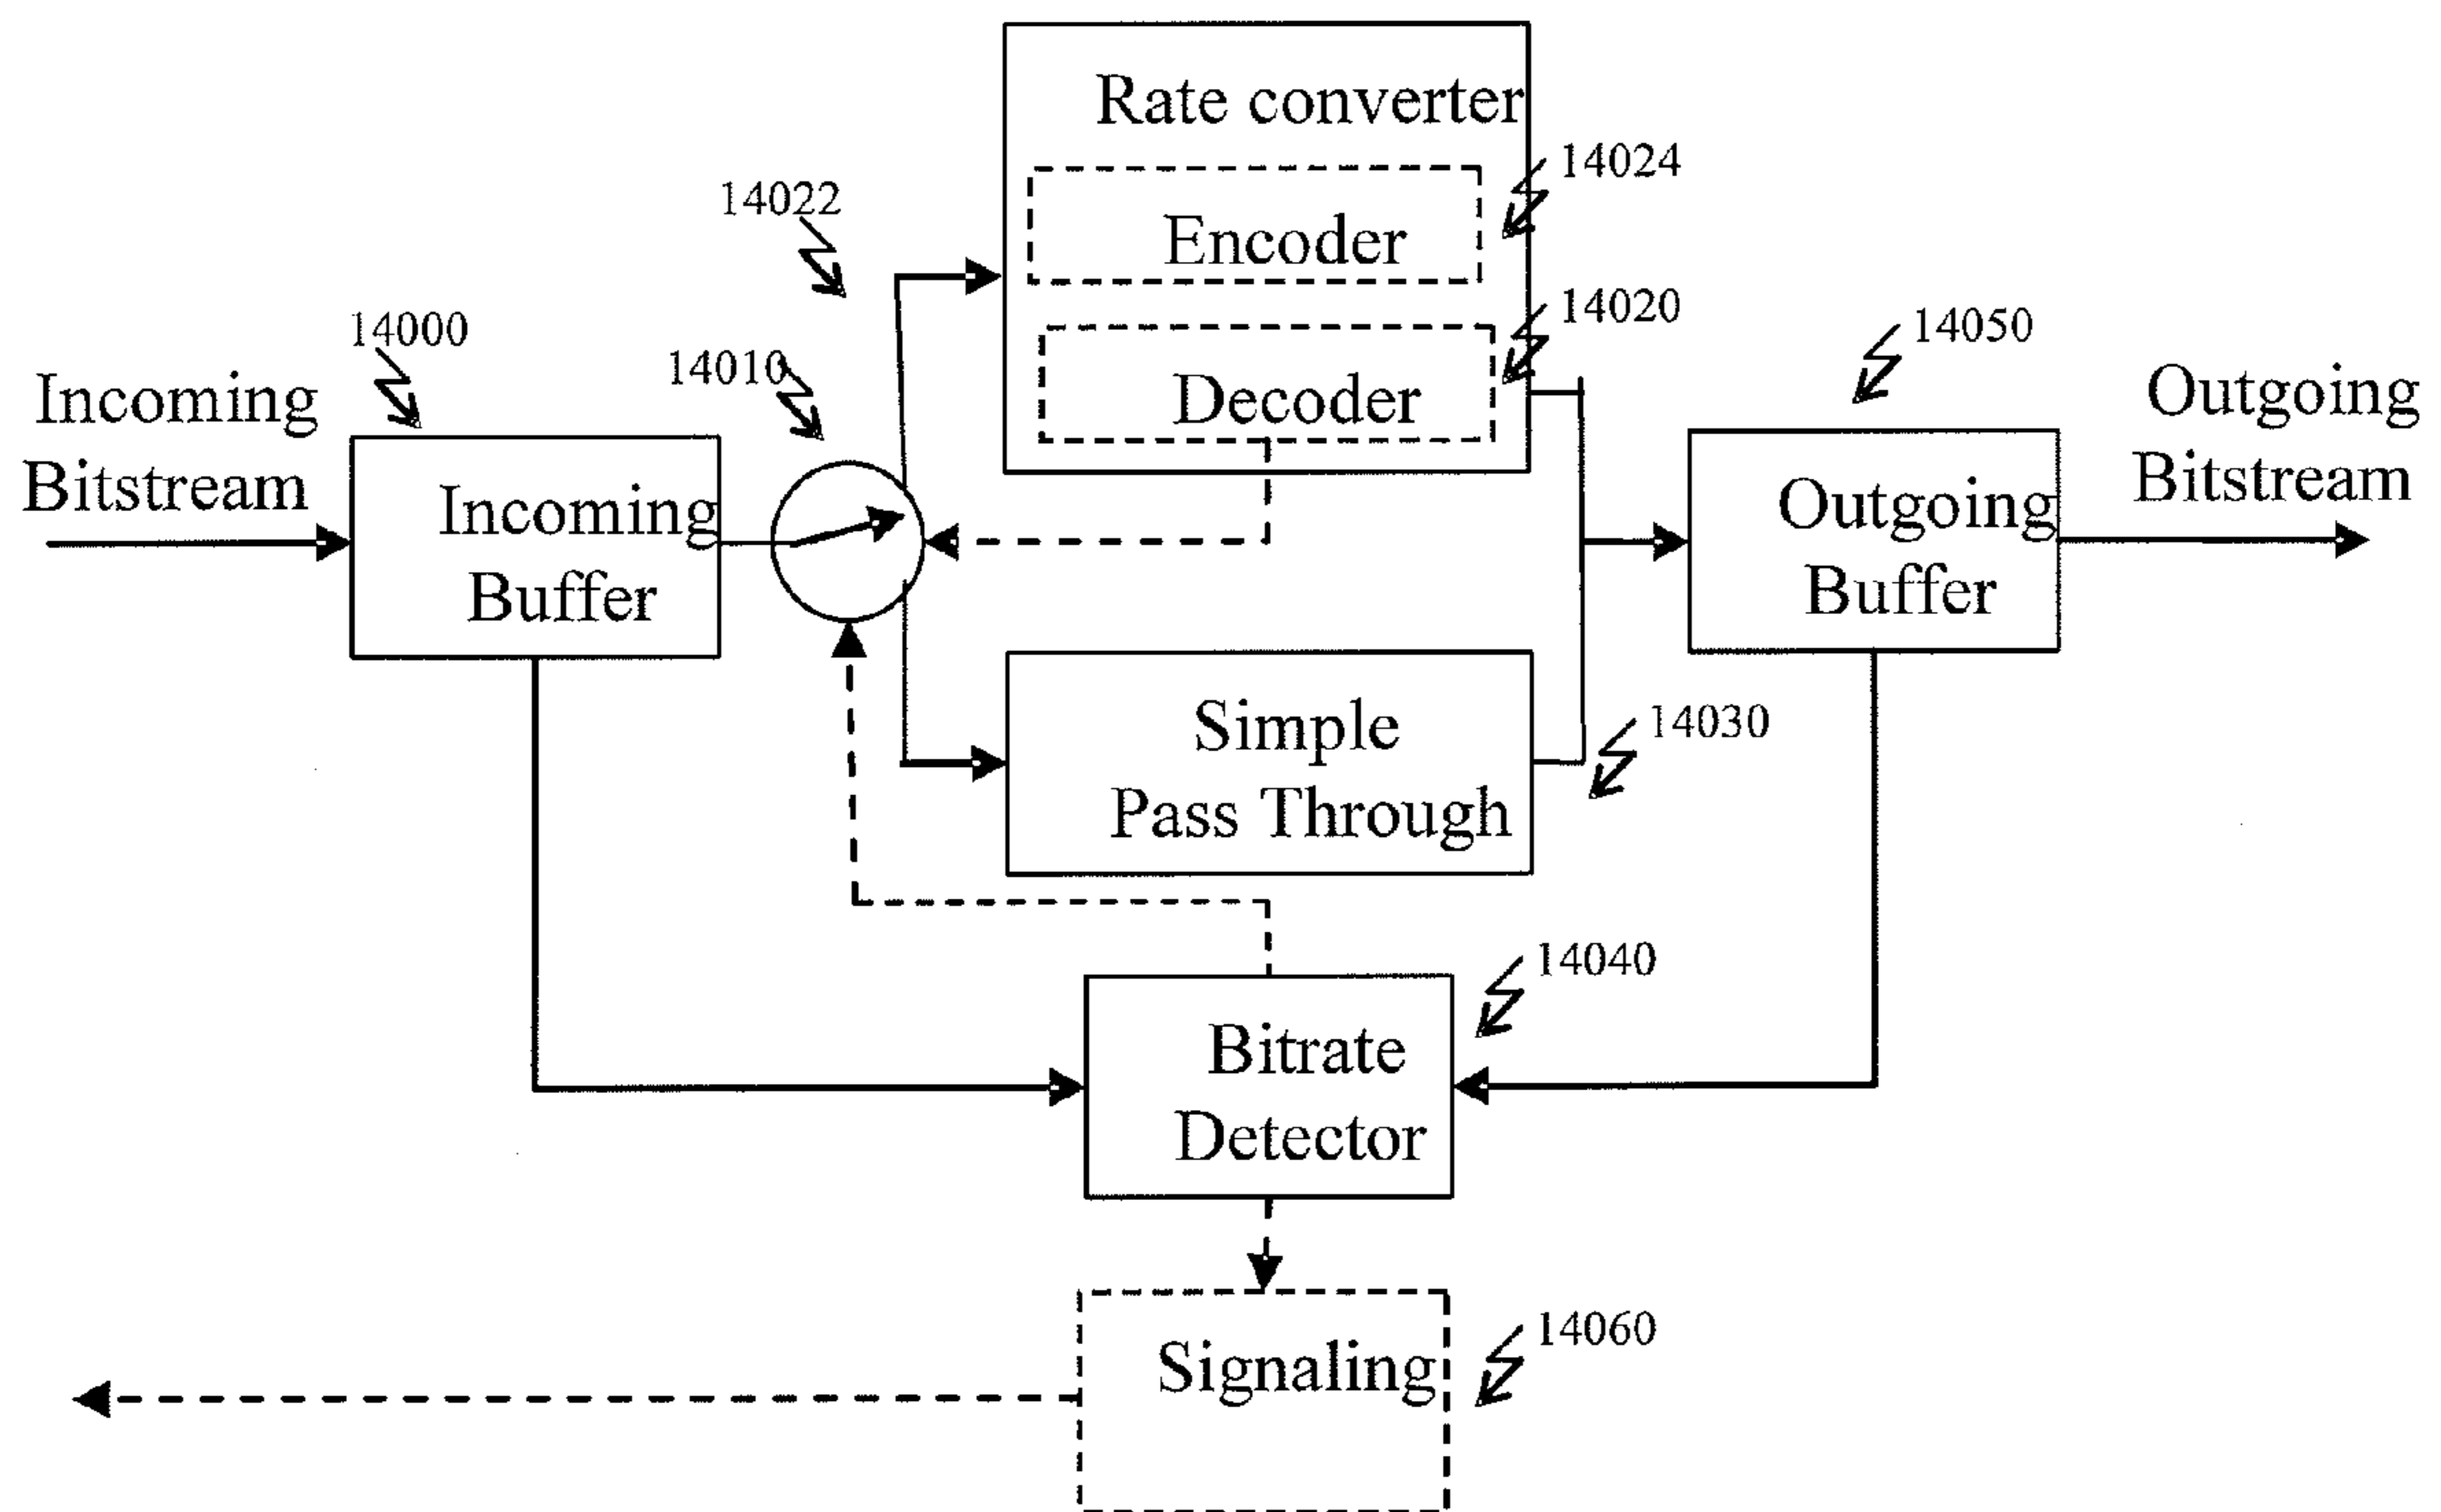 Rate converter
14024
Encoder
14022
14020
Decoder
14000
14010
14050
Incoming
Bitstream
Incoming
Buffer
Outgoing
Buffer
Outgoing
Bitstream
Simple
Pass Through
14030
14040
Bitrate
Detector
14060
Signaling